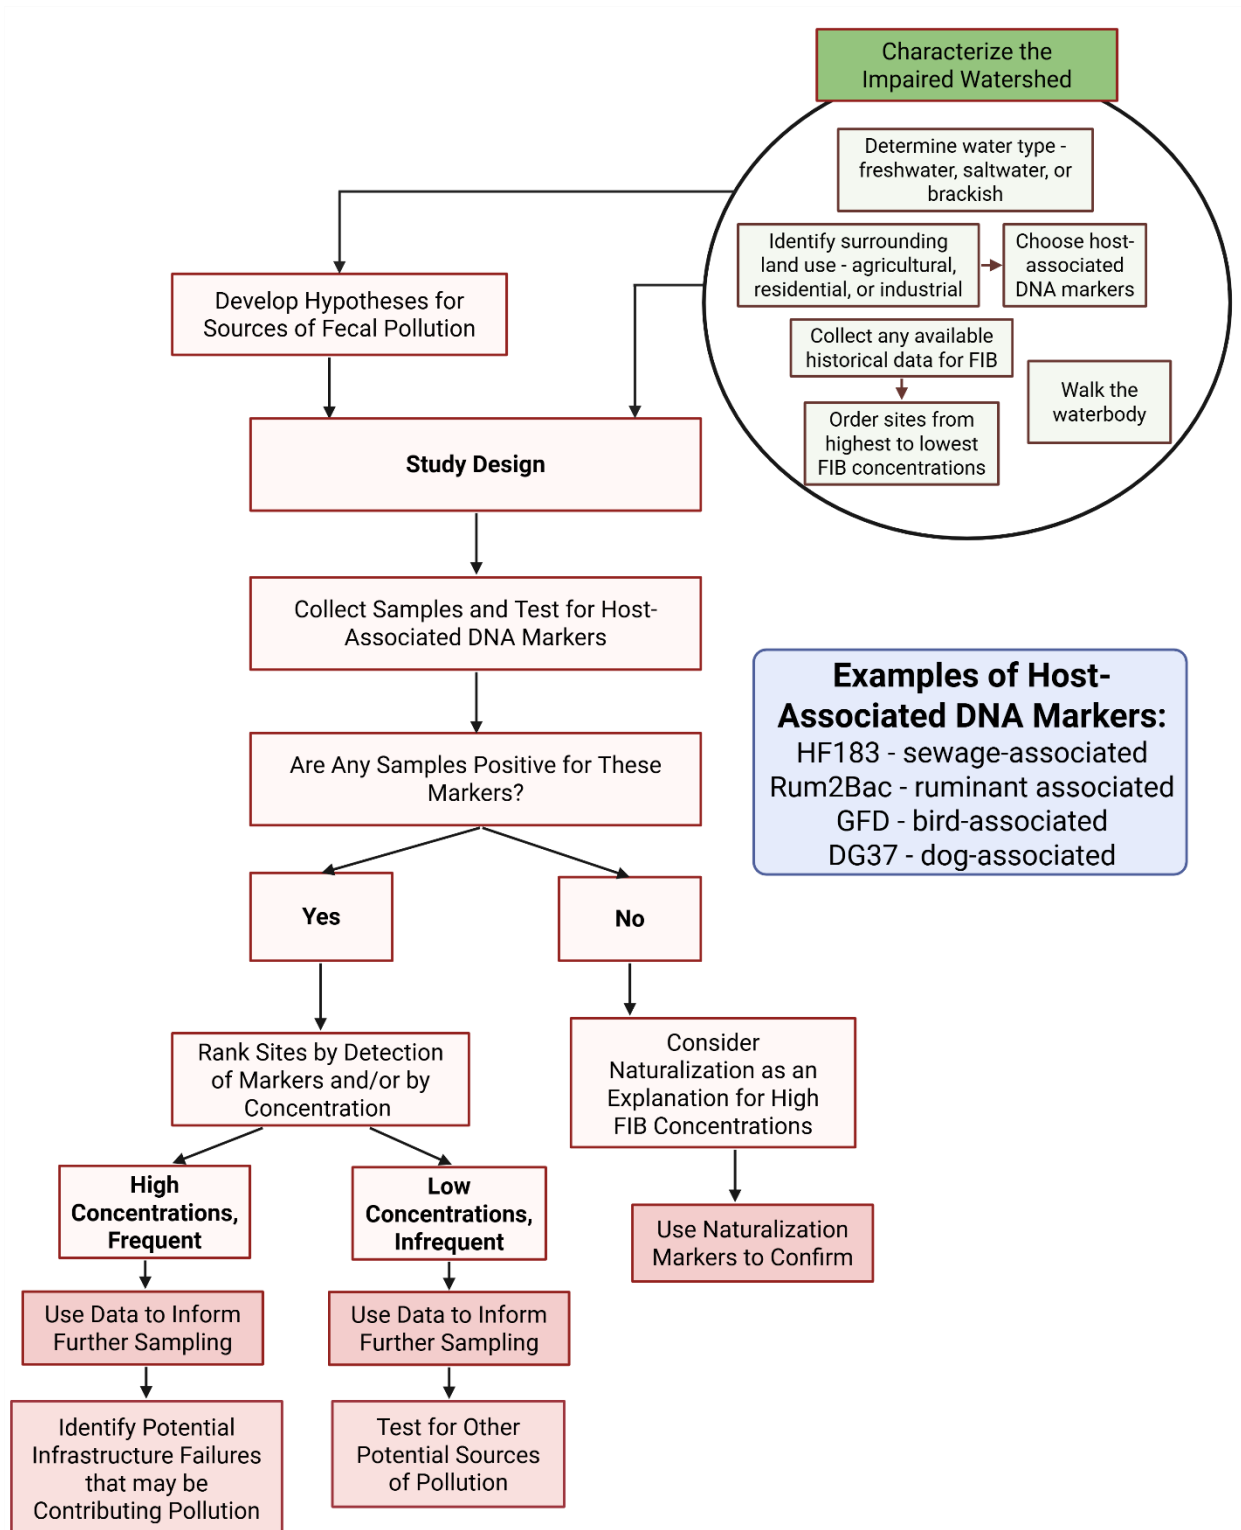 Characterize the
Impaired Watershed
Determine water type -
freshwater, saltwater, or
brackish
Identify surrounding
land use - agricultural,
residential, or industrial
Choose host-
associated
DNA markers
Collect any available
historical data for FIB
Walk the
waterbody
Order sites from
highest to lowest
FIB concentrations
Develop Hypotheses for
Sources of Fecal Pollution
Study Design
Collect Samples and Test for Host-
Associated DNA Markers
Examples of Host-
Associated DNA Markers:
HF183 - sewage-associated
Rum2Bac - ruminant associated
GFD - bird-associated
DG37 - dog-associated
Are Any Samples Positive for These
Markers?
Yes
No
Rank Sites by Detection
of Markers and/or by
Concentration
Consider
Naturalization as an
Explanation for High
FIB Concentrations
High
Concentrations,
Frequent
Low
Concentrations,
Infrequent
Use Naturalization
Markers to Confirm
Use Data to Inform
Further Sampling
Use Data to Inform
Further Sampling
Identify Potential
Infrastructure Failures
that may be
Contributing Pollution
Test for Other
Potential Sources
of Pollution